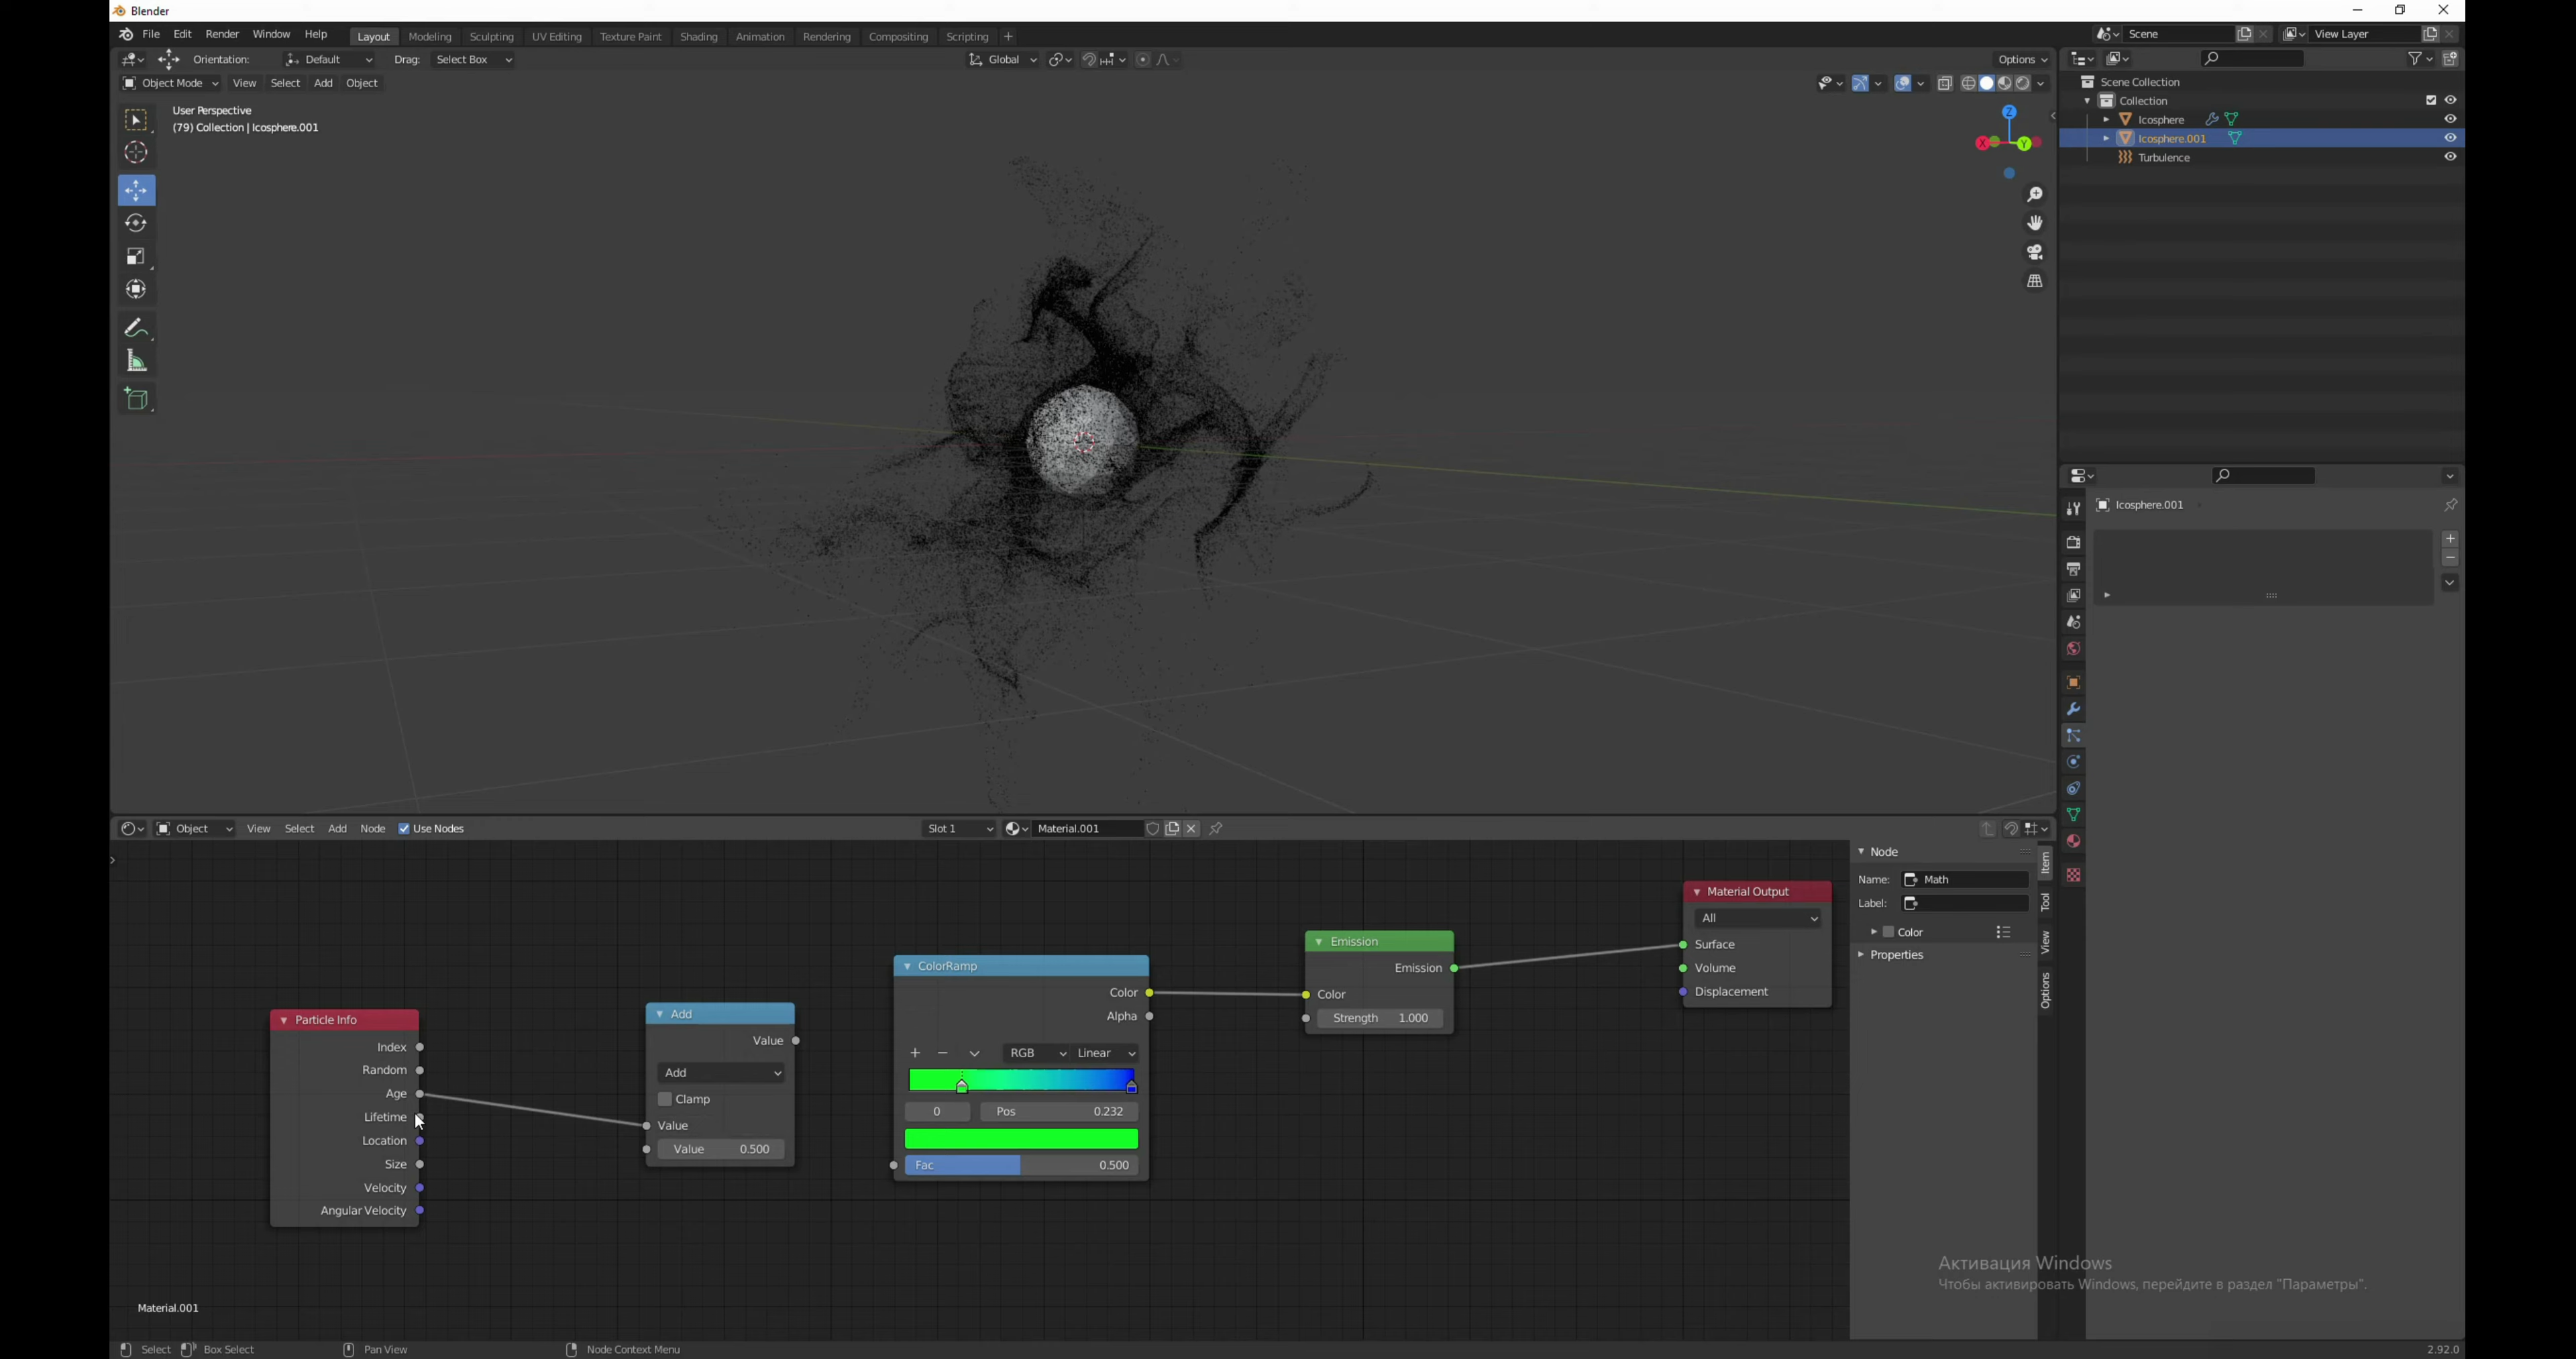 Blender
File Edit Render Window Help Layout Modeling Sculpting UV Editing Texture Paint Shading Animation Rendering Compositing Scripting + Scene View Layer
Orientation: Default Drag: Select Box Global Options
Object Mode View Select Add Object
User Perspective
(79) Collection | Icosphere.001
Z
X Y
Scene Collection
Collection
Icosphere
Icosphere.001
Turbulence
Icosphere.001
Object View Select Add Node Use Nodes Slot 1 Material.001
Particle Info
Index
Random
Age
Lifetime
Location
Size
Velocity
Angular Velocity
Add
Value
Add
Clamp
Value
Value 0.500
ColorRamp
Color
Alpha
+ − RGB Linear
0 Pos 0.232
Fac 0.500
Emission
Emission
Color
Strength 1.000
Material Output
All
Surface
Volume
Displacement
Node
Name: Math
Label:
Color
Properties
Item
Tool
View
Options
Активация Windows
Чтобы активировать Windows, перейдите в раздел "Параметры".
Material.001
Select Box Select Pan View Node Context Menu 2.92.0